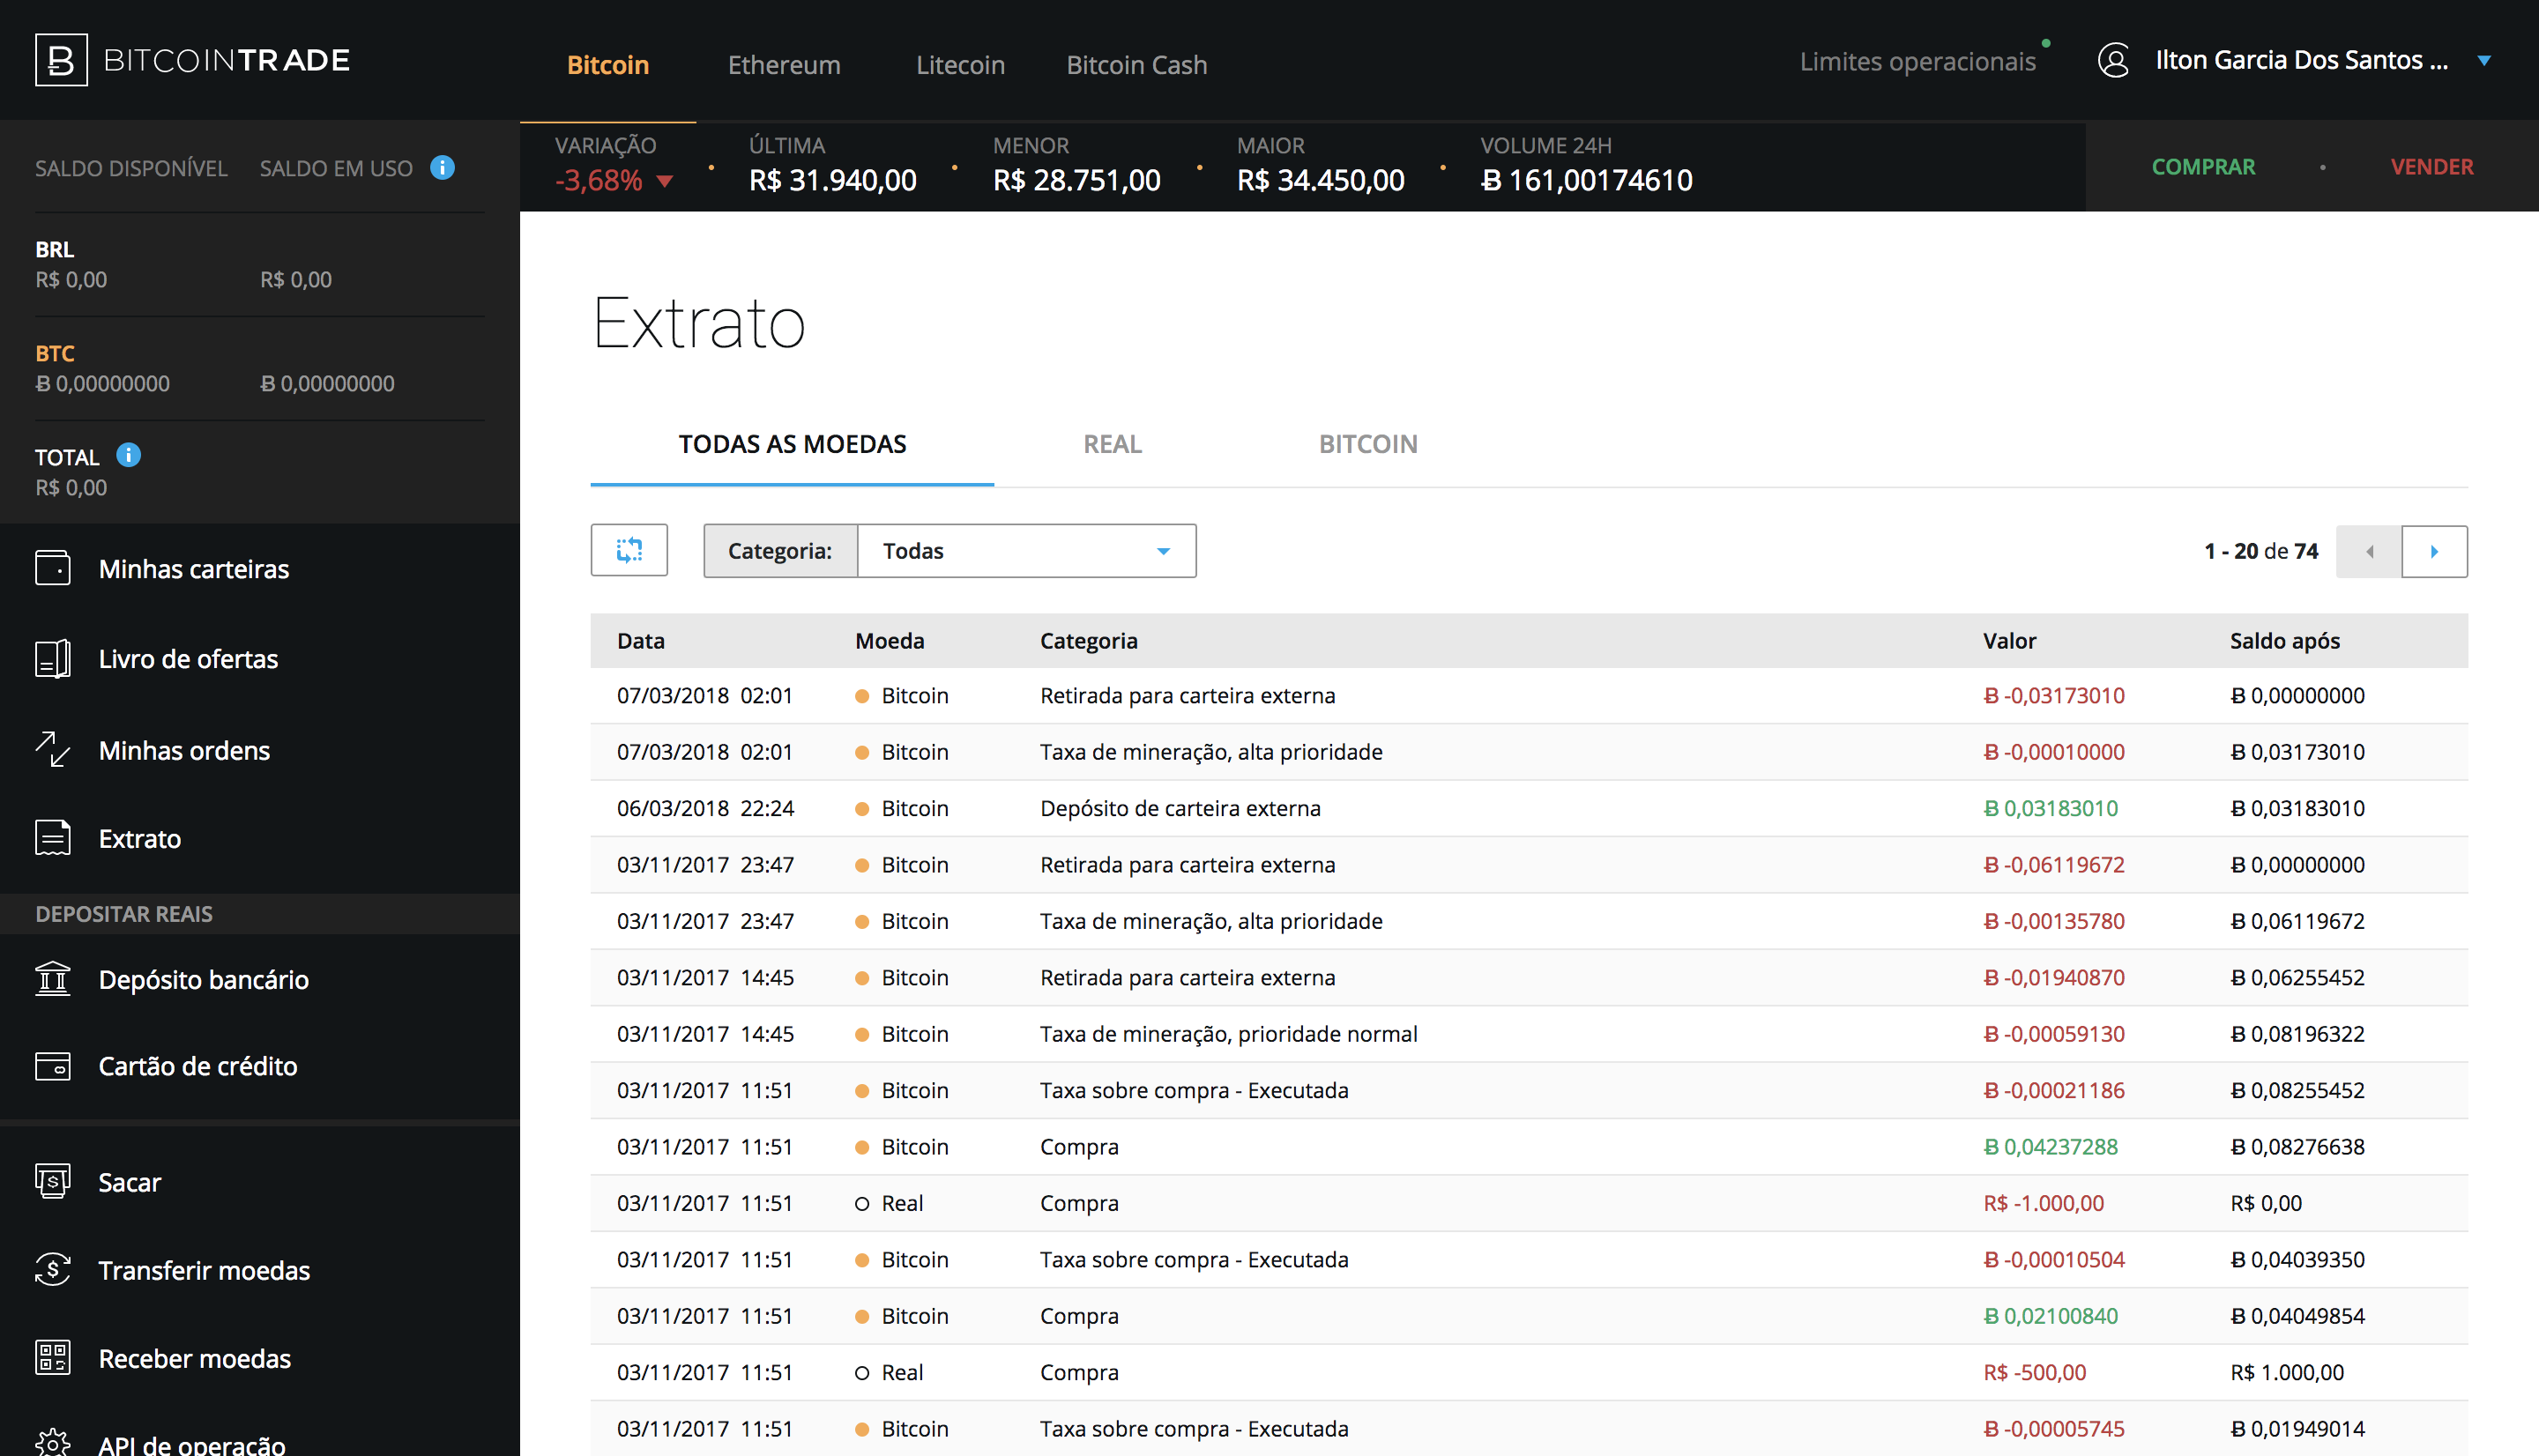 BITCOINTRADE
Bitcoin Ethereum Litecoin Bitcoin Cash
Limites operacionais
Ilton Garcia Dos Santos ...
SALDO DISPONÍVEL SALDO EM USO
BRL
R$ 0,00 R$ 0,00
BTC
Ƀ 0,00000000 Ƀ 0,00000000
TOTAL
R$ 0,00
Minhas carteiras
Livro de ofertas
Minhas ordens
Extrato
DEPOSITAR REAIS
Depósito bancário
Cartão de crédito
Sacar
Transferir moedas
Receber moedas
API de operação
VARIAÇÃO ÚLTIMA MENOR MAIOR VOLUME 24H
-3,68% R$ 31.940,00 R$ 28.751,00 R$ 34.450,00 Ƀ 161,00174610
COMPRAR VENDER
Extrato
TODAS AS MOEDAS REAL BITCOIN
Categoria: Todas
1 - 20 de 74
Data Moeda Categoria Valor Saldo após
07/03/2018 02:01 Bitcoin Retirada para carteira externa Ƀ -0,03173010 Ƀ 0,00000000
07/03/2018 02:01 Bitcoin Taxa de mineração, alta prioridade Ƀ -0,00010000 Ƀ 0,03173010
06/03/2018 22:24 Bitcoin Depósito de carteira externa Ƀ 0,03183010 Ƀ 0,03183010
03/11/2017 23:47 Bitcoin Retirada para carteira externa Ƀ -0,06119672 Ƀ 0,00000000
03/11/2017 23:47 Bitcoin Taxa de mineração, alta prioridade Ƀ -0,00135780 Ƀ 0,06119672
03/11/2017 14:45 Bitcoin Retirada para carteira externa Ƀ -0,01940870 Ƀ 0,06255452
03/11/2017 14:45 Bitcoin Taxa de mineração, prioridade normal Ƀ -0,00059130 Ƀ 0,08196322
03/11/2017 11:51 Bitcoin Taxa sobre compra - Executada Ƀ -0,00021186 Ƀ 0,08255452
03/11/2017 11:51 Bitcoin Compra Ƀ 0,04237288 Ƀ 0,08276638
03/11/2017 11:51 Real Compra R$ -1.000,00 R$ 0,00
03/11/2017 11:51 Bitcoin Taxa sobre compra - Executada Ƀ -0,00010504 Ƀ 0,04039350
03/11/2017 11:51 Bitcoin Compra Ƀ 0,02100840 Ƀ 0,04049854
03/11/2017 11:51 Real Compra R$ -500,00 R$ 1.000,00
03/11/2017 11:51 Bitcoin Taxa sobre compra - Executada Ƀ -0,00005745 Ƀ 0,01949014